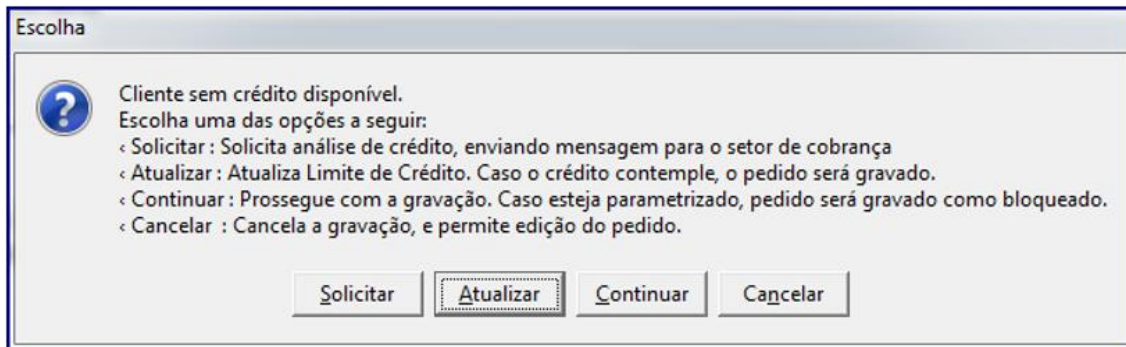 Escolha
Cliente sem crédito disponível.
Escolha uma das opções a seguir:
‹ Solicitar : Solicita análise de crédito, enviando mensagem para o setor de cobrança
‹ Atualizar : Atualiza Limite de Crédito. Caso o crédito contemple, o pedido será gravado.
‹ Continuar : Prossegue com a gravação. Caso esteja parametrizado, pedido será gravado como bloqueado.
‹ Cancelar  : Cancela a gravação, e permite edição do pedido.
Solicitar Atualizar Continuar Cancelar